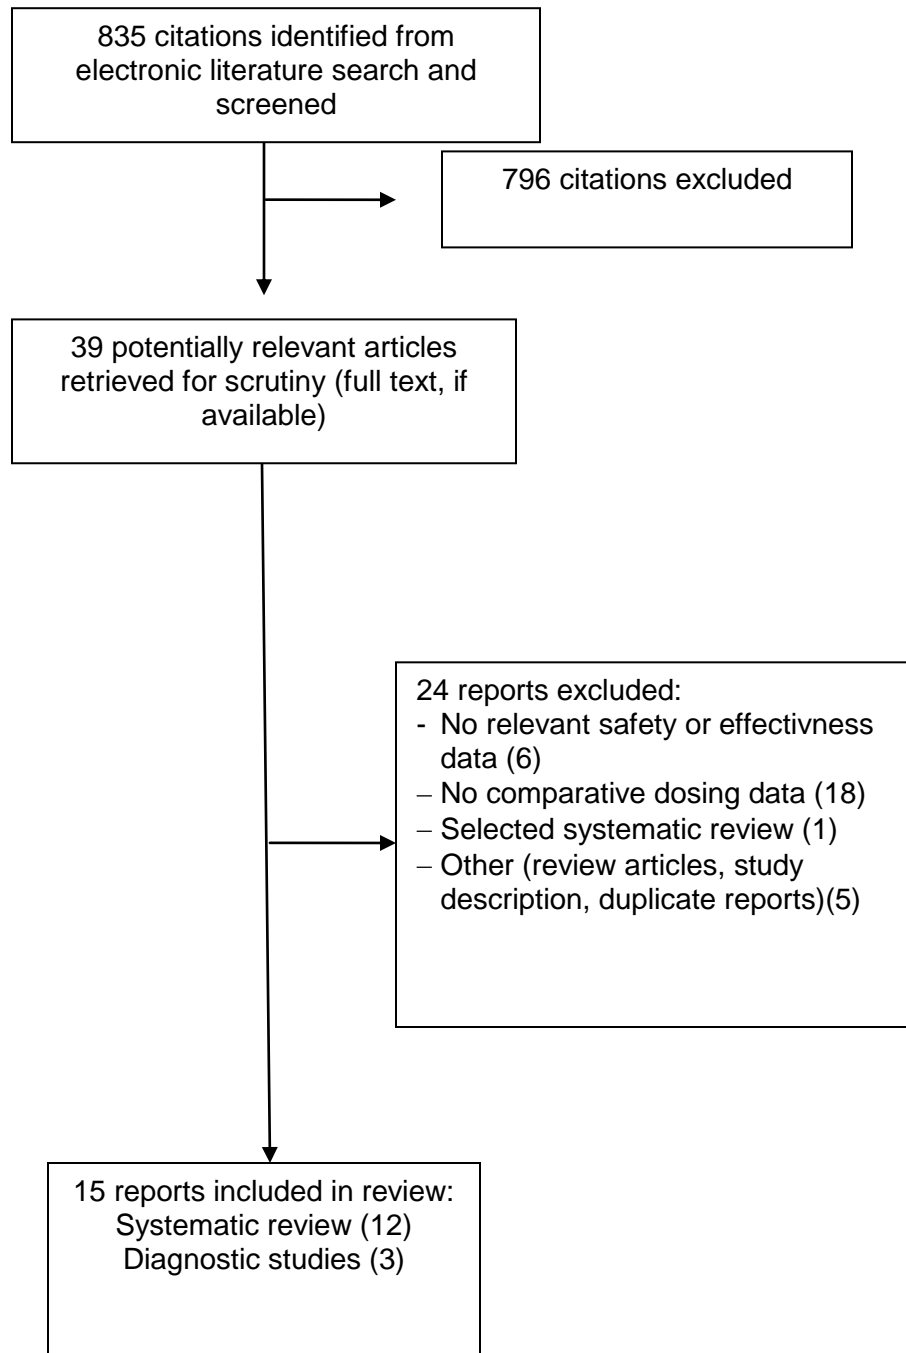 835 citations identified from
electronic literature search and
screened
796 citations excluded
39 potentially relevant articles
retrieved for scrutiny (full text, if
available)
24 reports excluded:
- No relevant safety or effectivness
data (6)
– No comparative dosing data (18)
– Selected systematic review (1)
– Other (review articles, study
description, duplicate reports)(5)
15 reports included in review:
Systematic review (12)
Diagnostic studies (3)